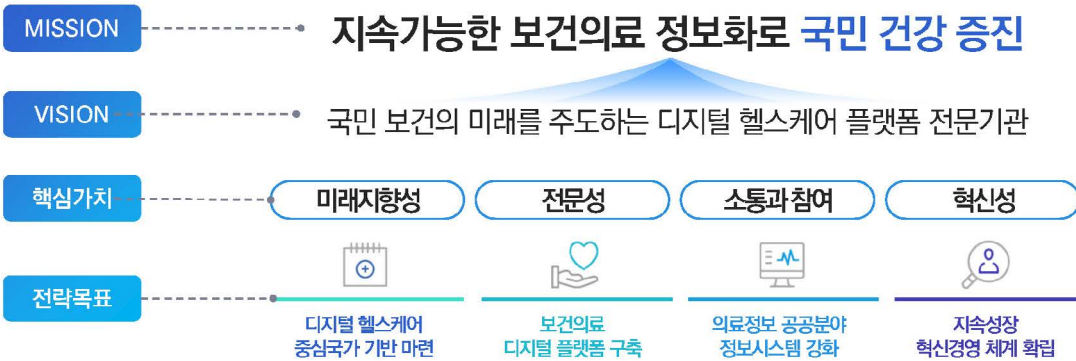 MISSION
지속가능한 보건의료 정보화로 국민 건강 증진
VISION
국민 보건의 미래를 주도하는 디지털 헬스케어 플랫폼 전문기관
핵심가치
미래지향성
전문성
소통과 참여
혁신성
전략목표
디지털 헬스케어
중심국가 기반 마련
보건의료
디지털 플랫폼 구축
의료정보 공공분야
정보시스템 강화
지속성장
혁신경영 체계 확립